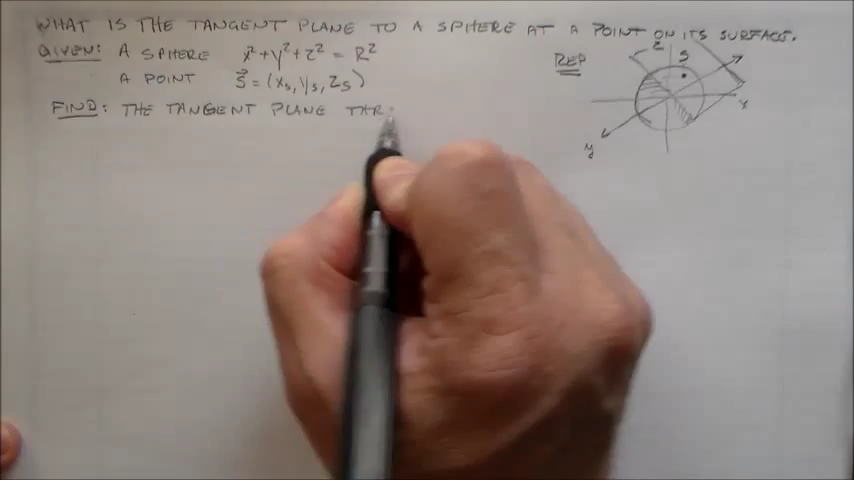 WHAT IS THE TANGENT PLANE TO A SPHERE AT A POINT ON ITS SURFACE.
GIVEN: A SPHERE x²+y²+z² = R²
A POINT S⃗ = (xs, ys, zs)
FIND: THE TANGENT PLANE
REP
z
S
x
y